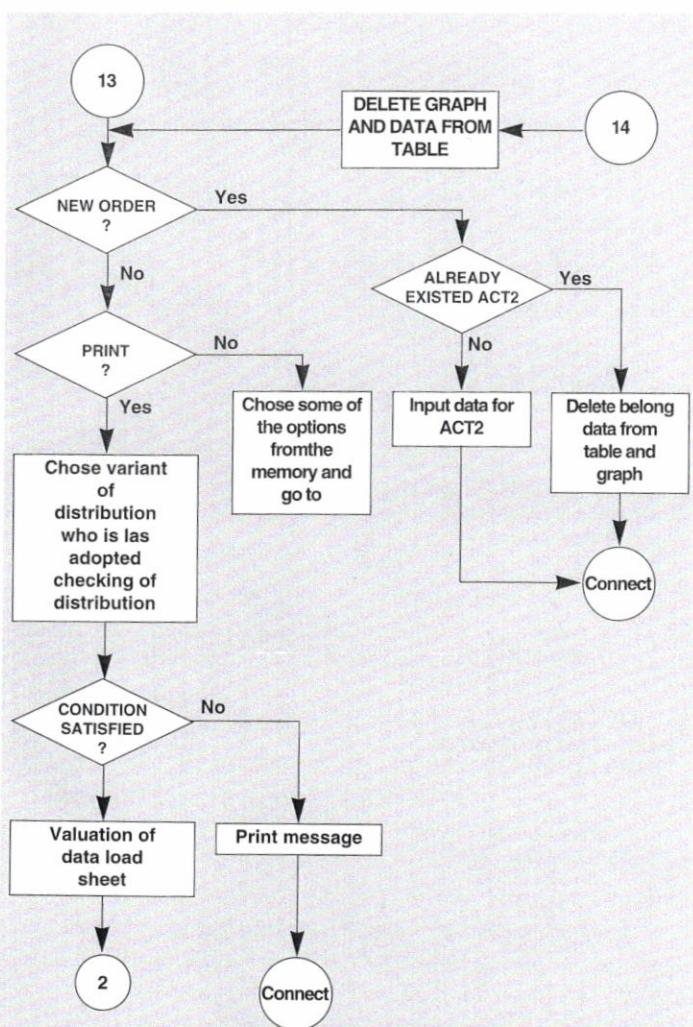 13
DELETE GRAPH
AND DATA FROM
TABLE
14
NEW ORDER
?
Yes
No
ALREADY
EXISTED ACT2
Yes
No
PRINT
?
No
Yes
Chose some of
the options
fromthe
memory and
go to
Input data for
ACT2
Delete belong
data from
table and
graph
Chose variant
of
distribution
who is las
adopted
checking of
distribution
Connect
CONDITION
SATISFIED
?
No
Valuation of
data load
sheet
Print message
2
Connect